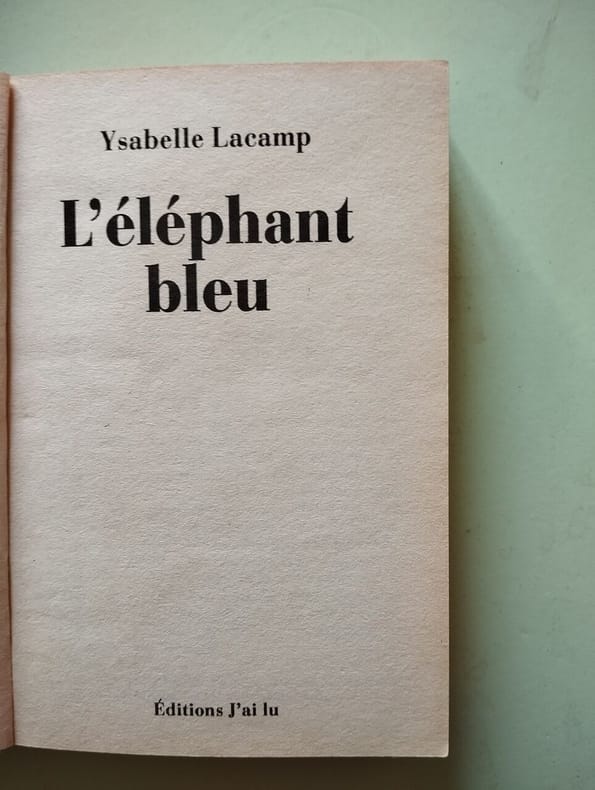 Ysabelle Lacamp
L'éléphant
bleu
Éditions J'ai lu